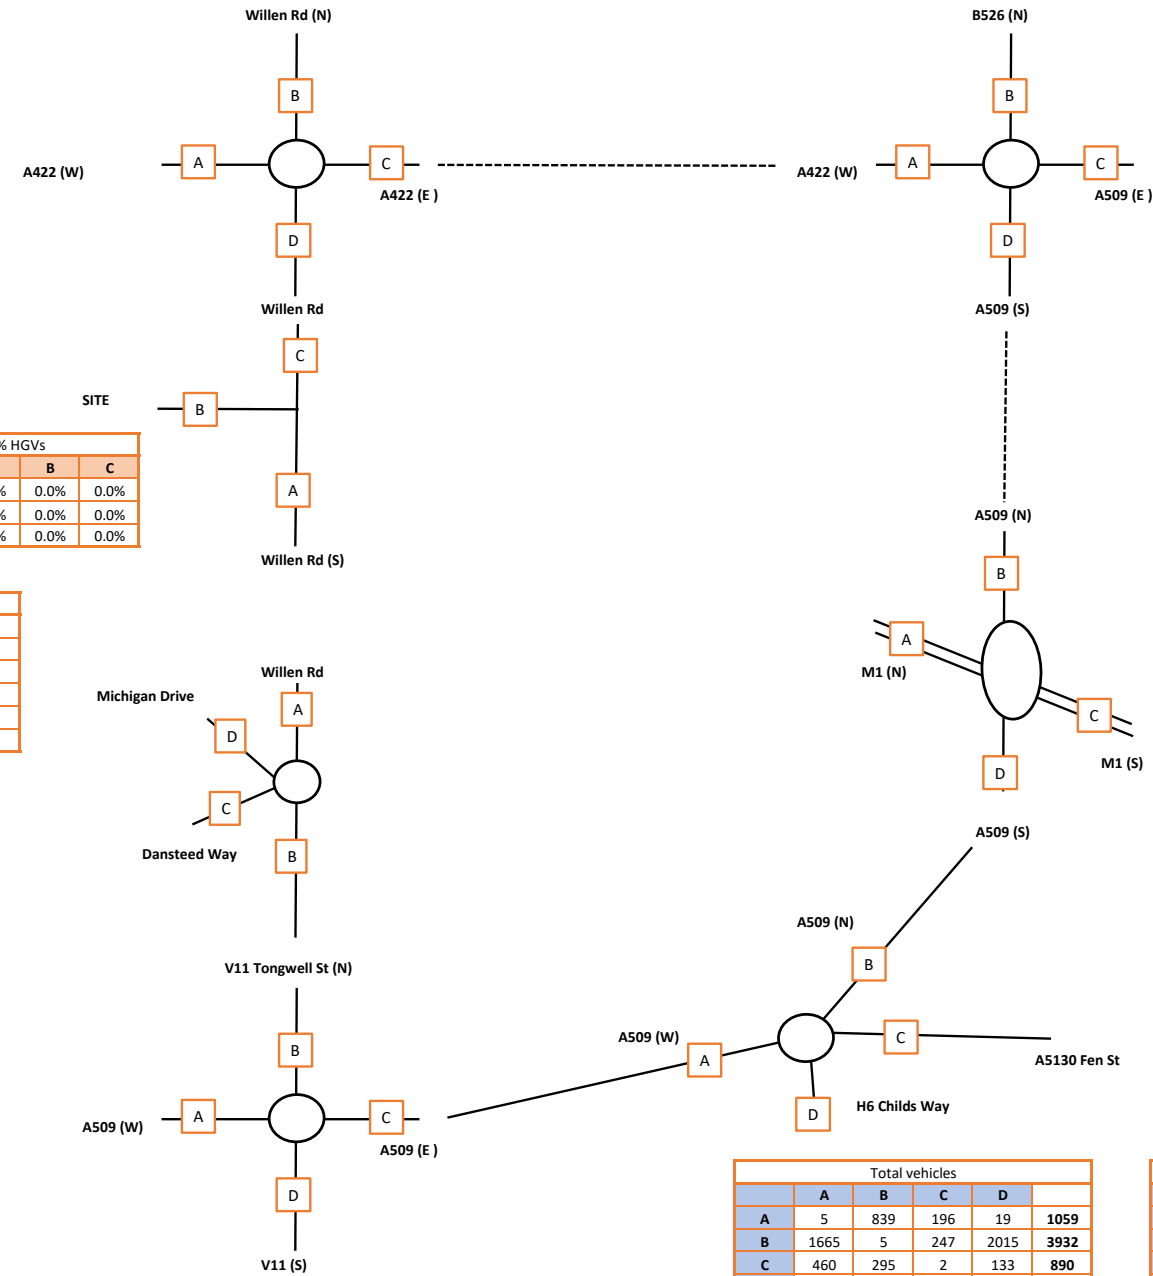 Willen Rd (N)
B526 (N)
B
B
A422 (W)
A
C
A422 (E )
A422 (W)
A
C
A509 (E )
D
D
Willen Rd
A509 (S)
C
SITE
B
% HGVs
B C
% 0.0% 0.0%
% 0.0% 0.0%
% 0.0% 0.0%
A
Willen Rd (S)
A509 (N)
B
A
M1 (N)
C
M1 (S)
D
A509 (S)
Willen Rd
Michigan Drive
A
D
C
Dansteed Way
B
V11 Tongwell St (N)
A509 (N)
B
A509 (W)
A
C
A5130 Fen St
D
H6 Childs Way
B
A509 (W)
A
C
A509 (E )
D
V11 (S)
Total vehicles
A B C D
A 5 839 196 19 1059
B 1665 5 247 2015 3932
C 460 295 2 133 890